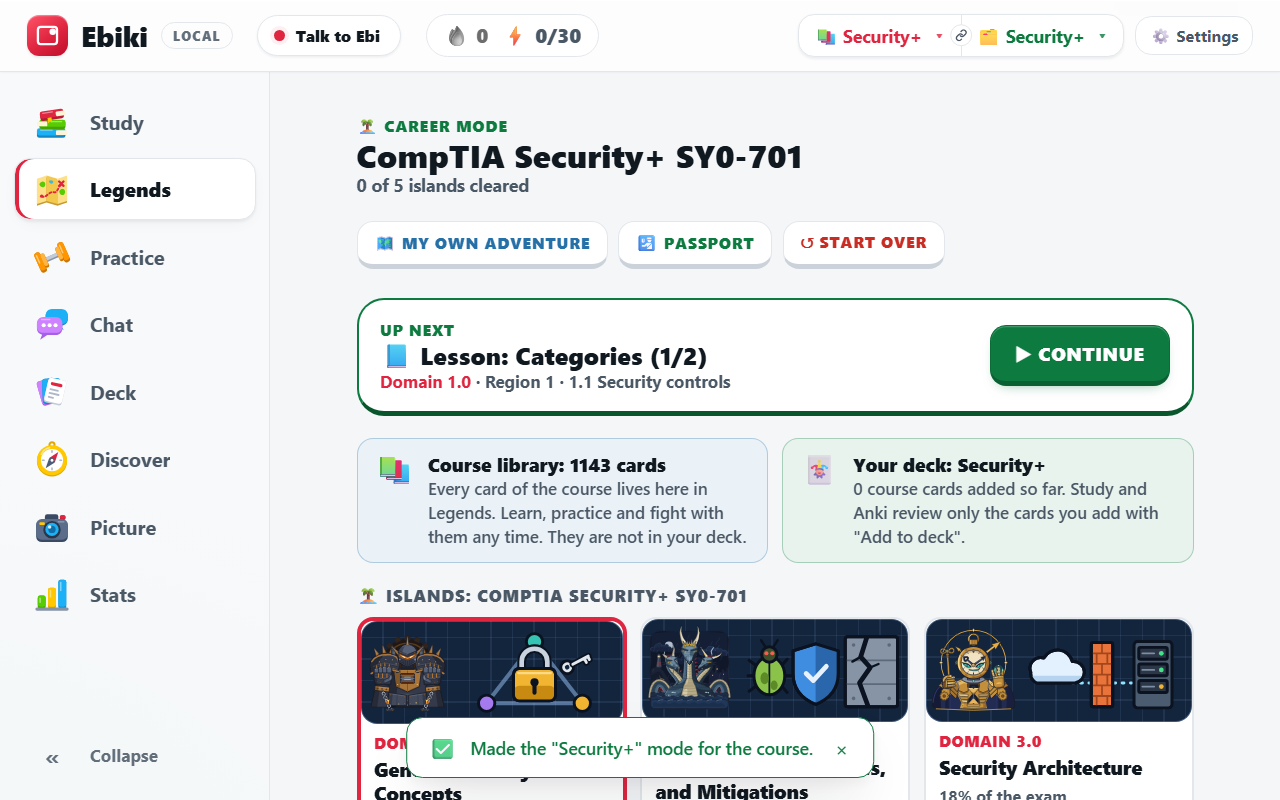 Ebiki
LOCAL
Talk to Ebi
0
0/30
Security+
Security+
Settings
Study
Legends
Practice
Chat
Deck
Discover
Picture
Stats
« Collapse
CAREER MODE
CompTIA Security+ SY0-701
0 of 5 islands cleared
MY OWN ADVENTURE
PASSPORT
↺ START OVER
UP NEXT
Lesson: Categories (1/2)
Domain 1.0 · Region 1 · 1.1 Security controls
▶ CONTINUE
Course library: 1143 cards
Every card of the course lives here in
Legends. Learn, practice and fight with
them any time. They are not in your deck.
Your deck: Security+
0 course cards added so far. Study and
Anki review only the cards you add with
"Add to deck".
ISLANDS: COMPTIA SECURITY+ SY0-701
Concepts
and Mitigations
DOMAIN 3.0
Security Architecture
18% of the exam
Made the "Security+" mode for the course. ×